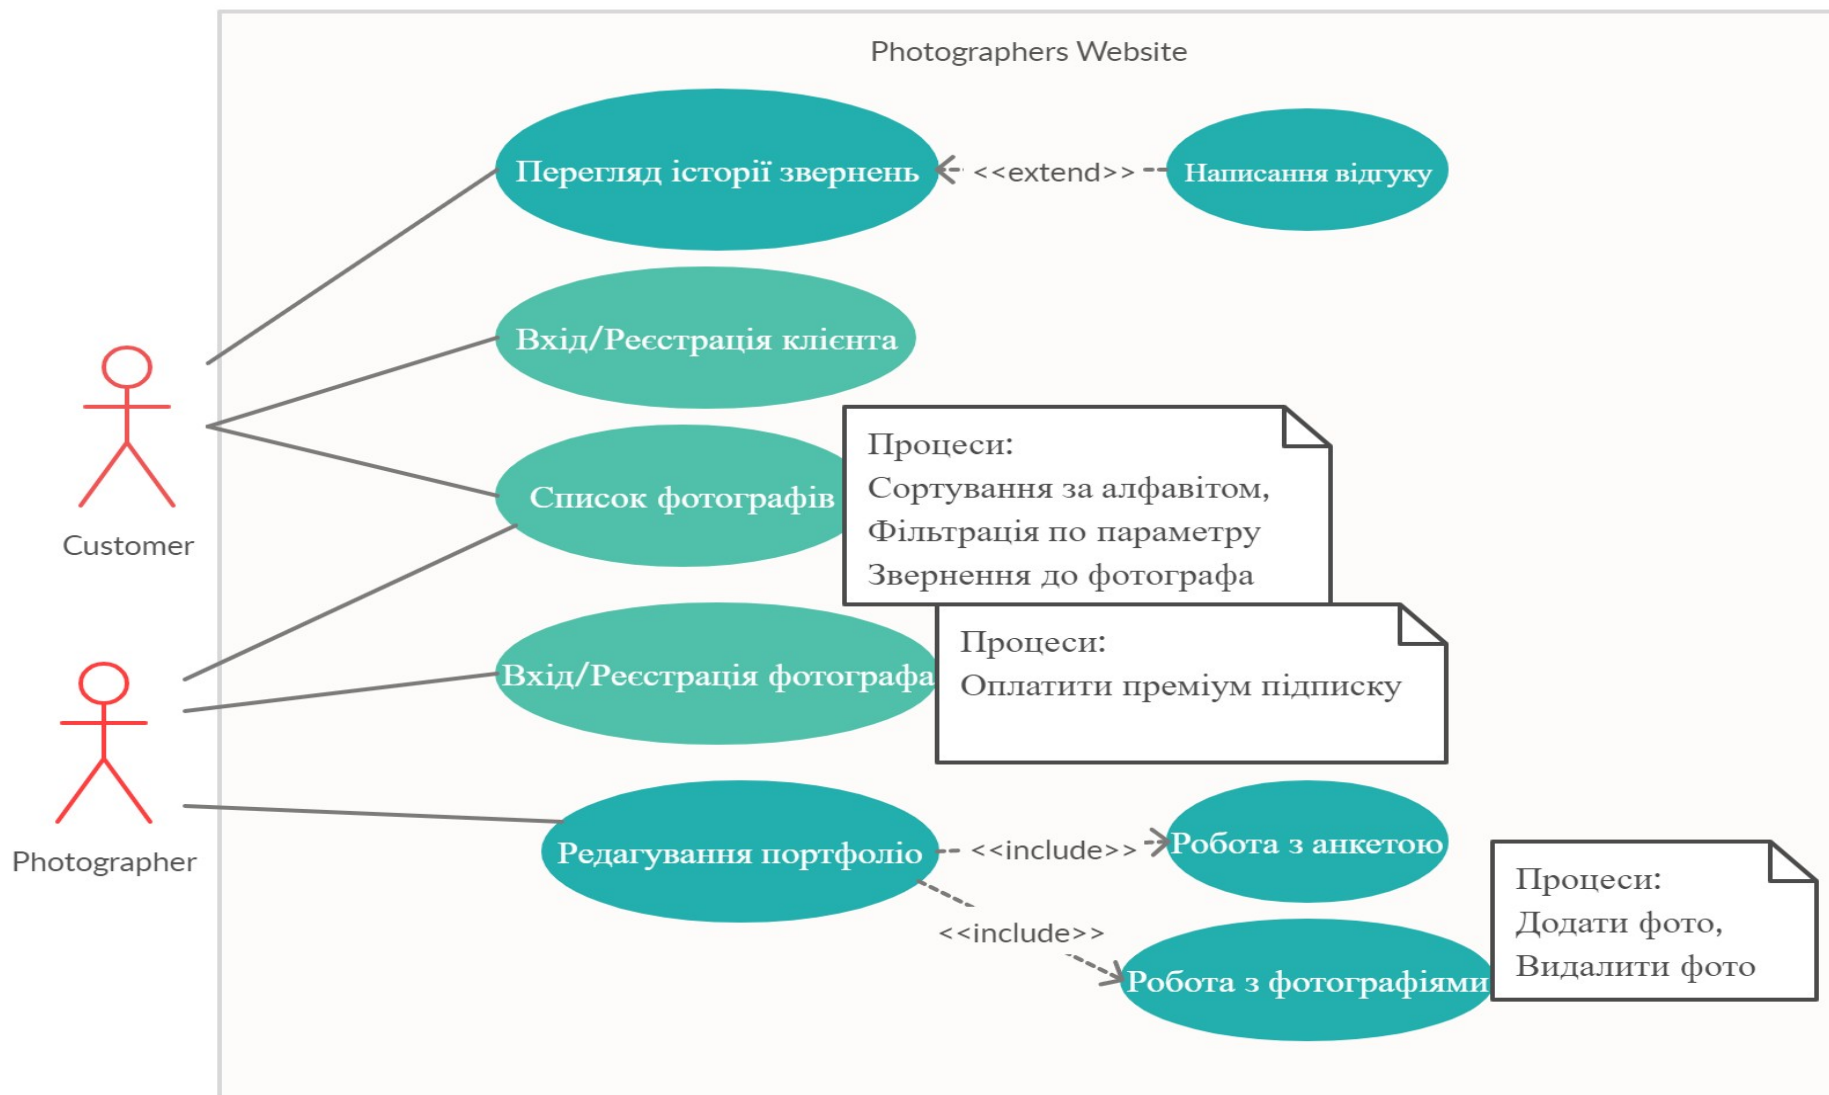 Photographers Website
Перегляд історії звернень
<<extend>>
Написання відгуку
Вхід/Реєстрація клієнта
Customer
Список фотографів
Процеси:
Сортування за алфавітом,
Фільтрація по параметру
Звернення до фотографа
Вхід/Реєстрація фотографа
Процеси:
Оплатити преміум підписку
Photographer
Редагування портфоліо
<<include>>
Робота з анкетою
<<include>>
Робота з фотографіями
Процеси:
Додати фото,
Видалити фото